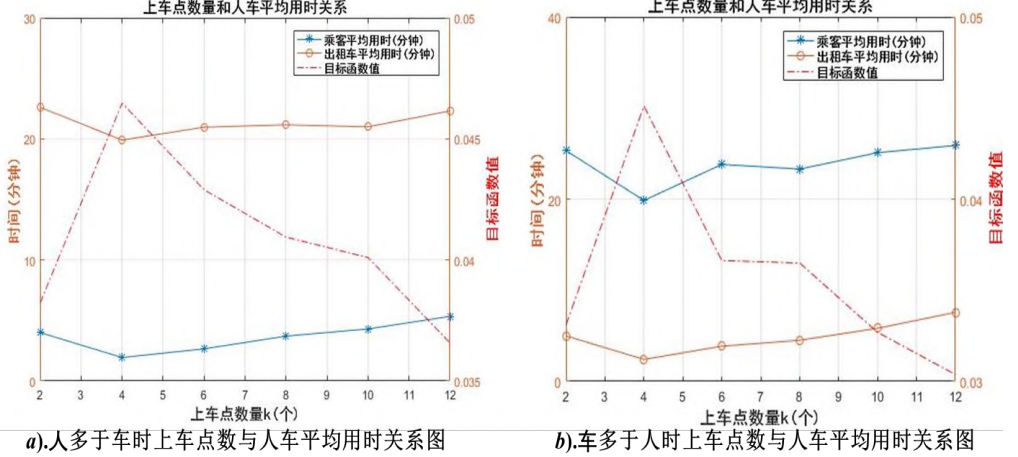 上车点数量和人车平均用时关系
30
20
10
0
0.05
0.045
0.04
0.035
乘客平均用时(分钟)
出租车平均用时(分钟)
目标函数值
时间(分钟)
目标函数值
2 3 4 5 6 7 8 9 10 11 12
上车点数量k(个)
a).人多于车时上车点数与人车平均用时关系图
上车点数量和人车平均用时关系
40
20
0
0.05
0.04
0.03
乘客平均用时(分钟)
出租车平均用时(分钟)
目标函数值
时间(分钟)
目标函数值
2 3 4 5 6 7 8 9 10 11 12
上车点数量k(个)
b).车多于人时上车点数与人车平均用时关系图